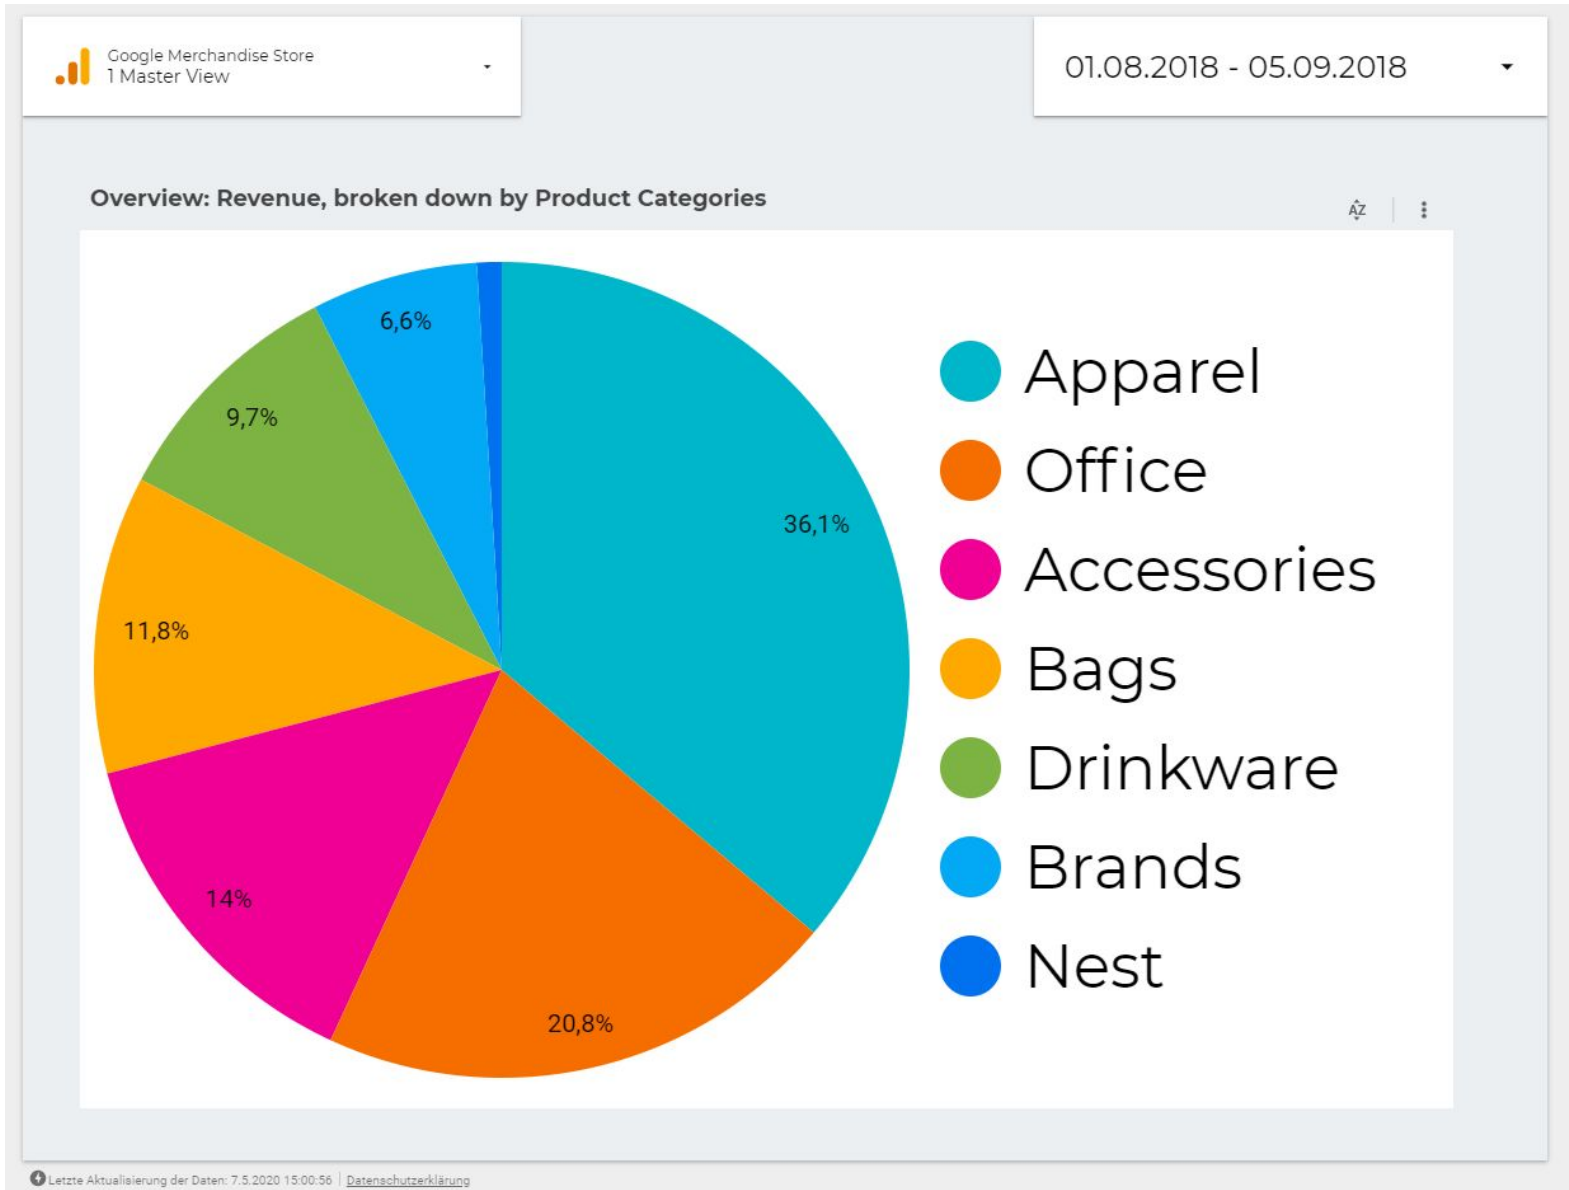 Google Merchandise Store
1 Master View
01.08.2018 - 05.09.2018
Overview: Revenue, broken down by Product Categories
AZ
6,6%
9,7%
36,1%
11,8%
14%
20,8%
Apparel
Office
Accessories
Bags
Drinkware
Brands
Nest
Letzte Aktualisierung der Daten: 7.5.2020 15:00:56 | Datenschutzerklärung